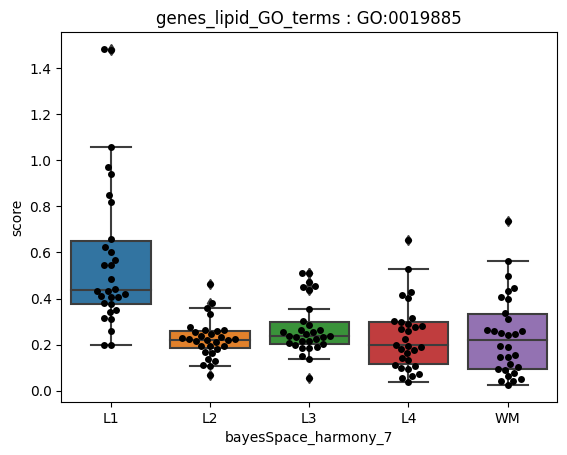 genes_lipid_GO_terms : GO:0019885
score
1.4
1.2
1.0
0.8
0.6
0.4
0.2
0.0
L1 L2 L3 L4 WM
bayesSpace_harmony_7